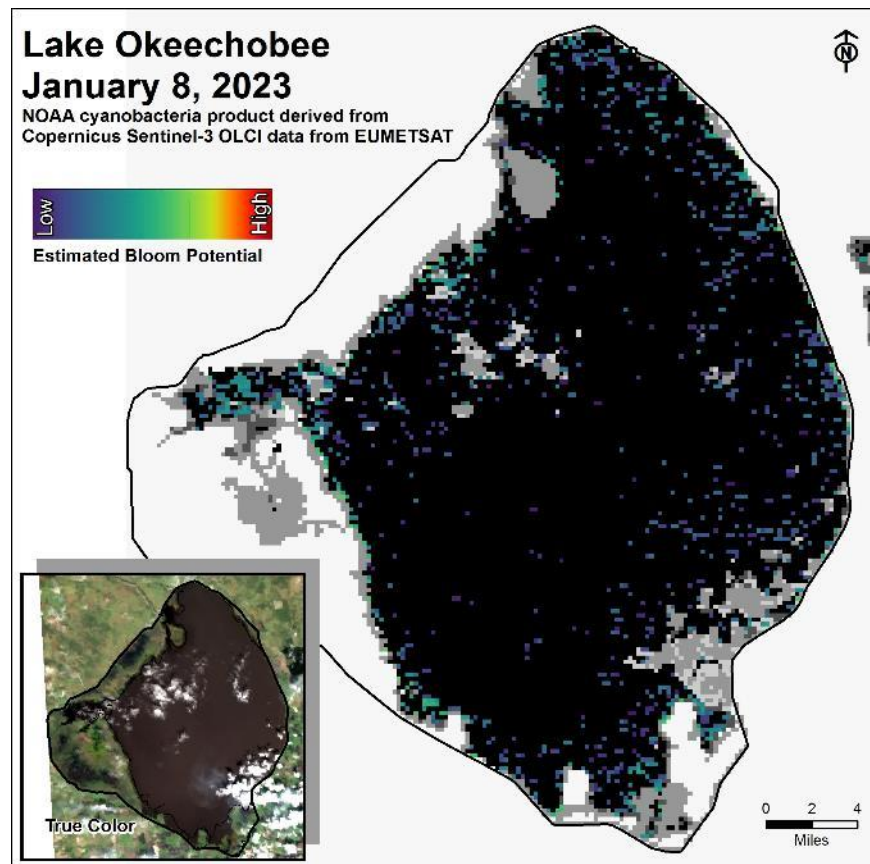 Lake Okeechobee
January 8, 2023
NOAA cyanobacteria product derived from
Copernicus Sentinel-3 OLCI data from EUMETSAT
N
Low
High
Estimated Bloom Potential
True Color
0 2 4
Miles